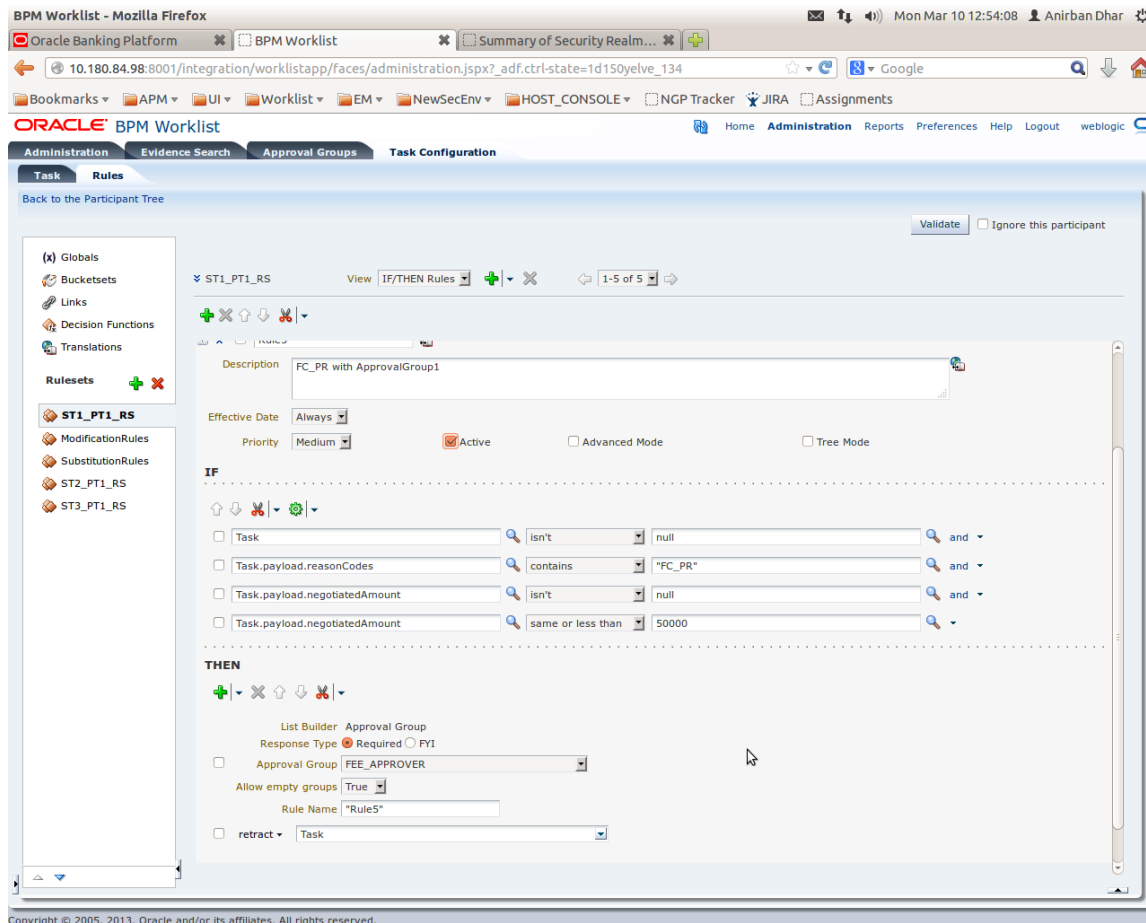 BPM Worklist - Mozilla Firefox Mon Mar 10 12:54:08 Anirban Dhar
Oracle Banking Platform BPM Worklist Summary of Security Realm...
10.180.84.98:8001/integration/worklistapp/faces/administration.jspx?_adf.ctrl-state=1d150yelve_134 Google
Bookmarks APM UI Worklist EM NewSecEnv HOST_CONSOLE NGP Tracker JIRA Assignments
ORACLE BPM Worklist Home Administration Reports Preferences Help Logout weblogic
Administration Evidence Search Approval Groups Task Configuration
Task Rules
Back to the Participant Tree
Validate Ignore this participant
(x) Globals
Bucketsets
Links
Decision Functions
Translations
Rulesets
ST1_PT1_RS
ModificationRules
SubstitutionRules
ST2_PT1_RS
ST3_PT1_RS
ST1_PT1_RS View IF/THEN Rules 1-5 of 5
Rule5
Description FC_PR with ApprovalGroup1
Effective Date Always
Priority Medium Active Advanced Mode Tree Mode
IF
Task isn't null and
Task.payload.reasonCodes contains "FC_PR" and
Task.payload.negotiatedAmount isn't null and
Task.payload.negotiatedAmount same or less than 50000
THEN
List Builder Approval Group
Response Type Required FYI
Approval Group FEE_APPROVER
Allow empty groups True
Rule Name "Rule5"
retract Task
Copyright © 2005, 2013, Oracle and/or its affiliates. All rights reserved.